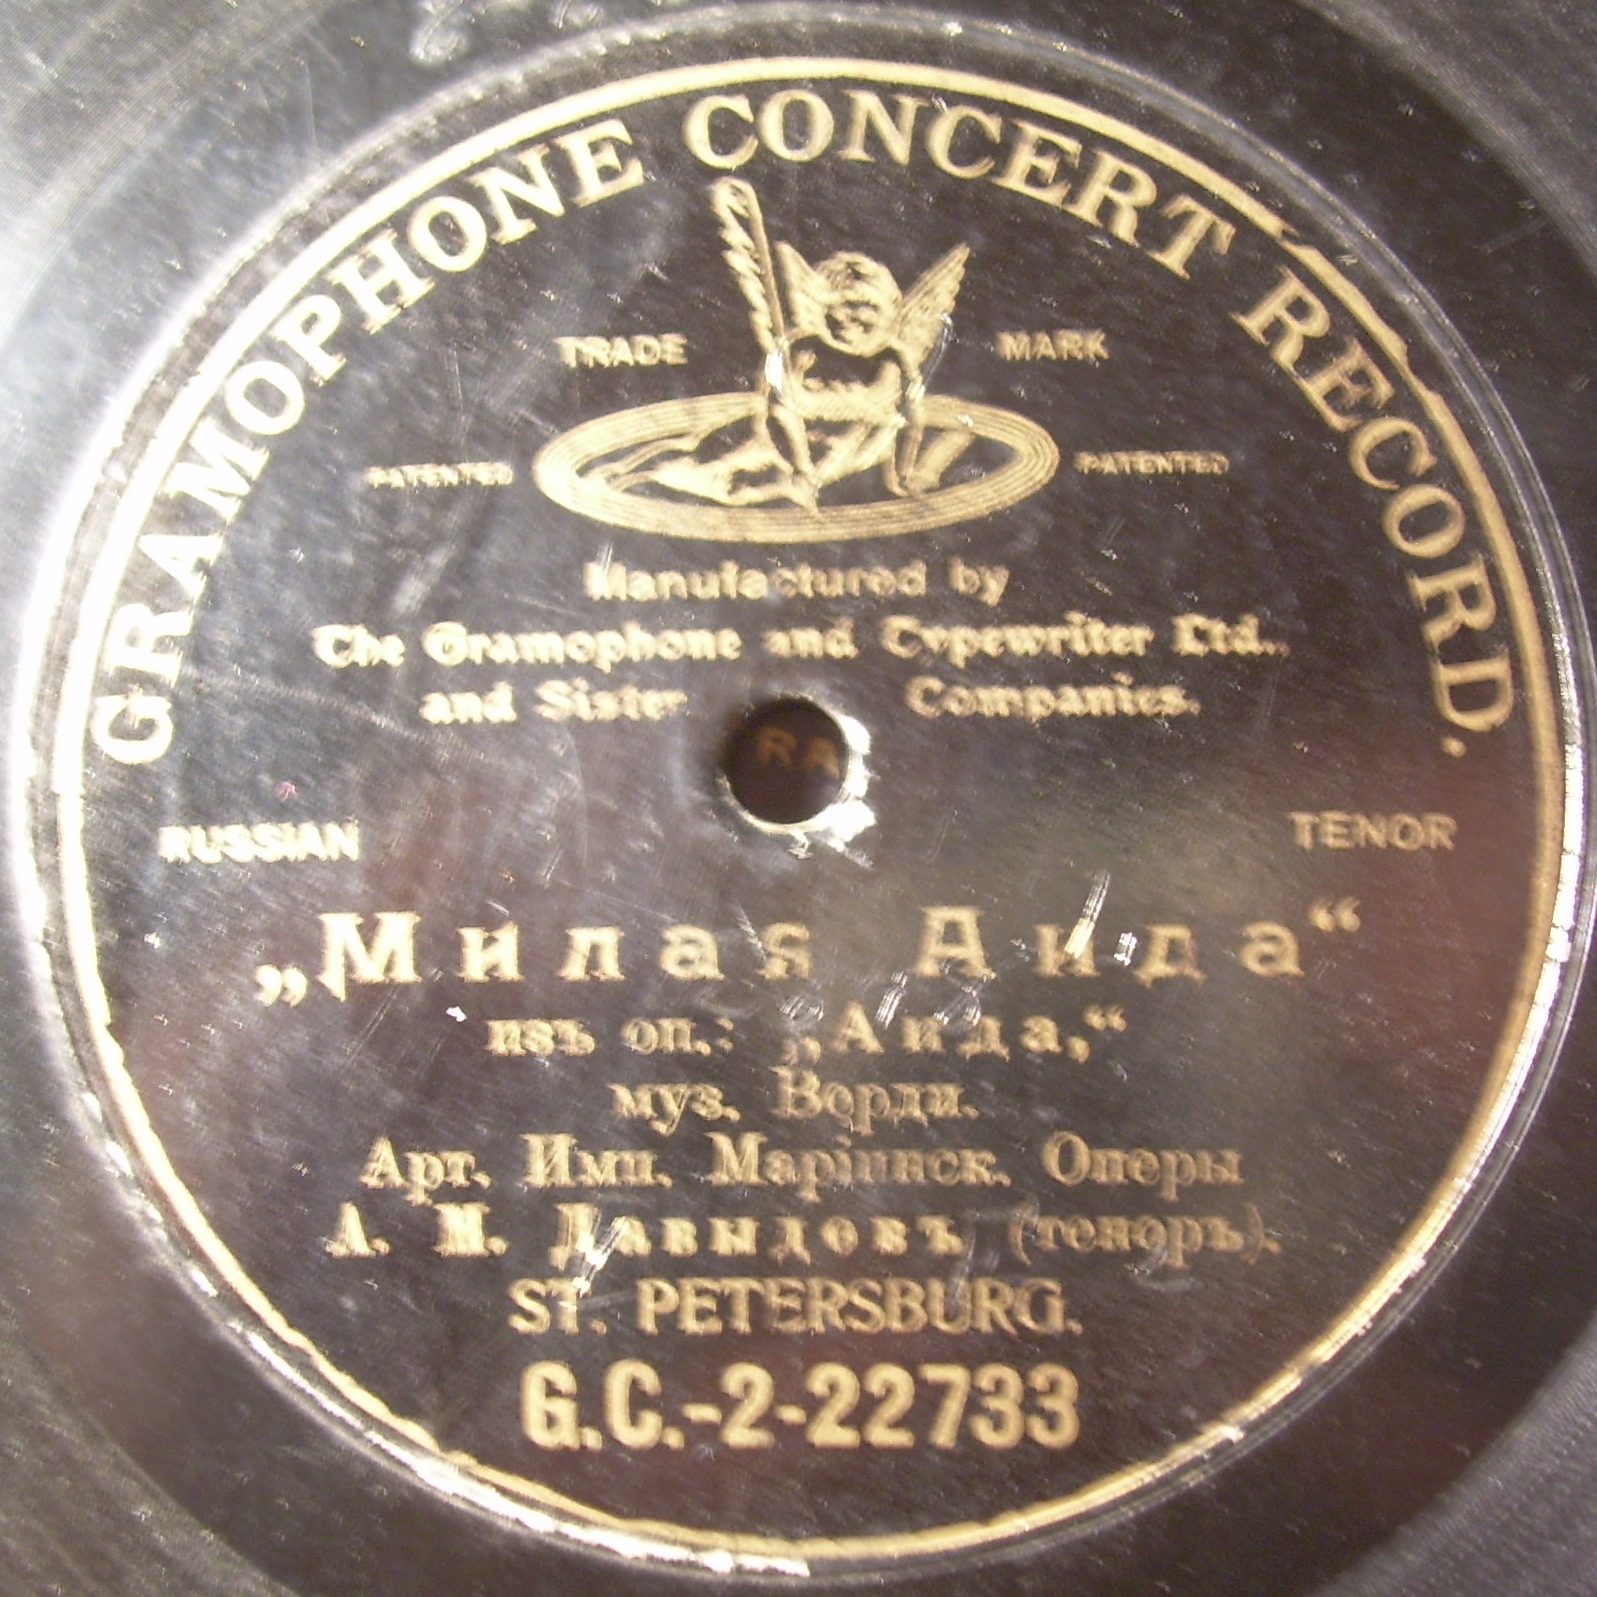 GRAMOPHONE CONCERT RECORD.
TRADE MARK
PATENTED PATENTED
Manufactured by
The Gramophone and Typewriter Ltd.,
and Sister Companies.
RA
RUSSIAN TENOR
„Милая Аида“
изъ оп.: „Аида,“
муз. Верди.
Арт. Имп. Маріинск. Оперы
А. М. Давыдовъ (теноръ).
ST. PETERSBURG.
G.C.-2-22733